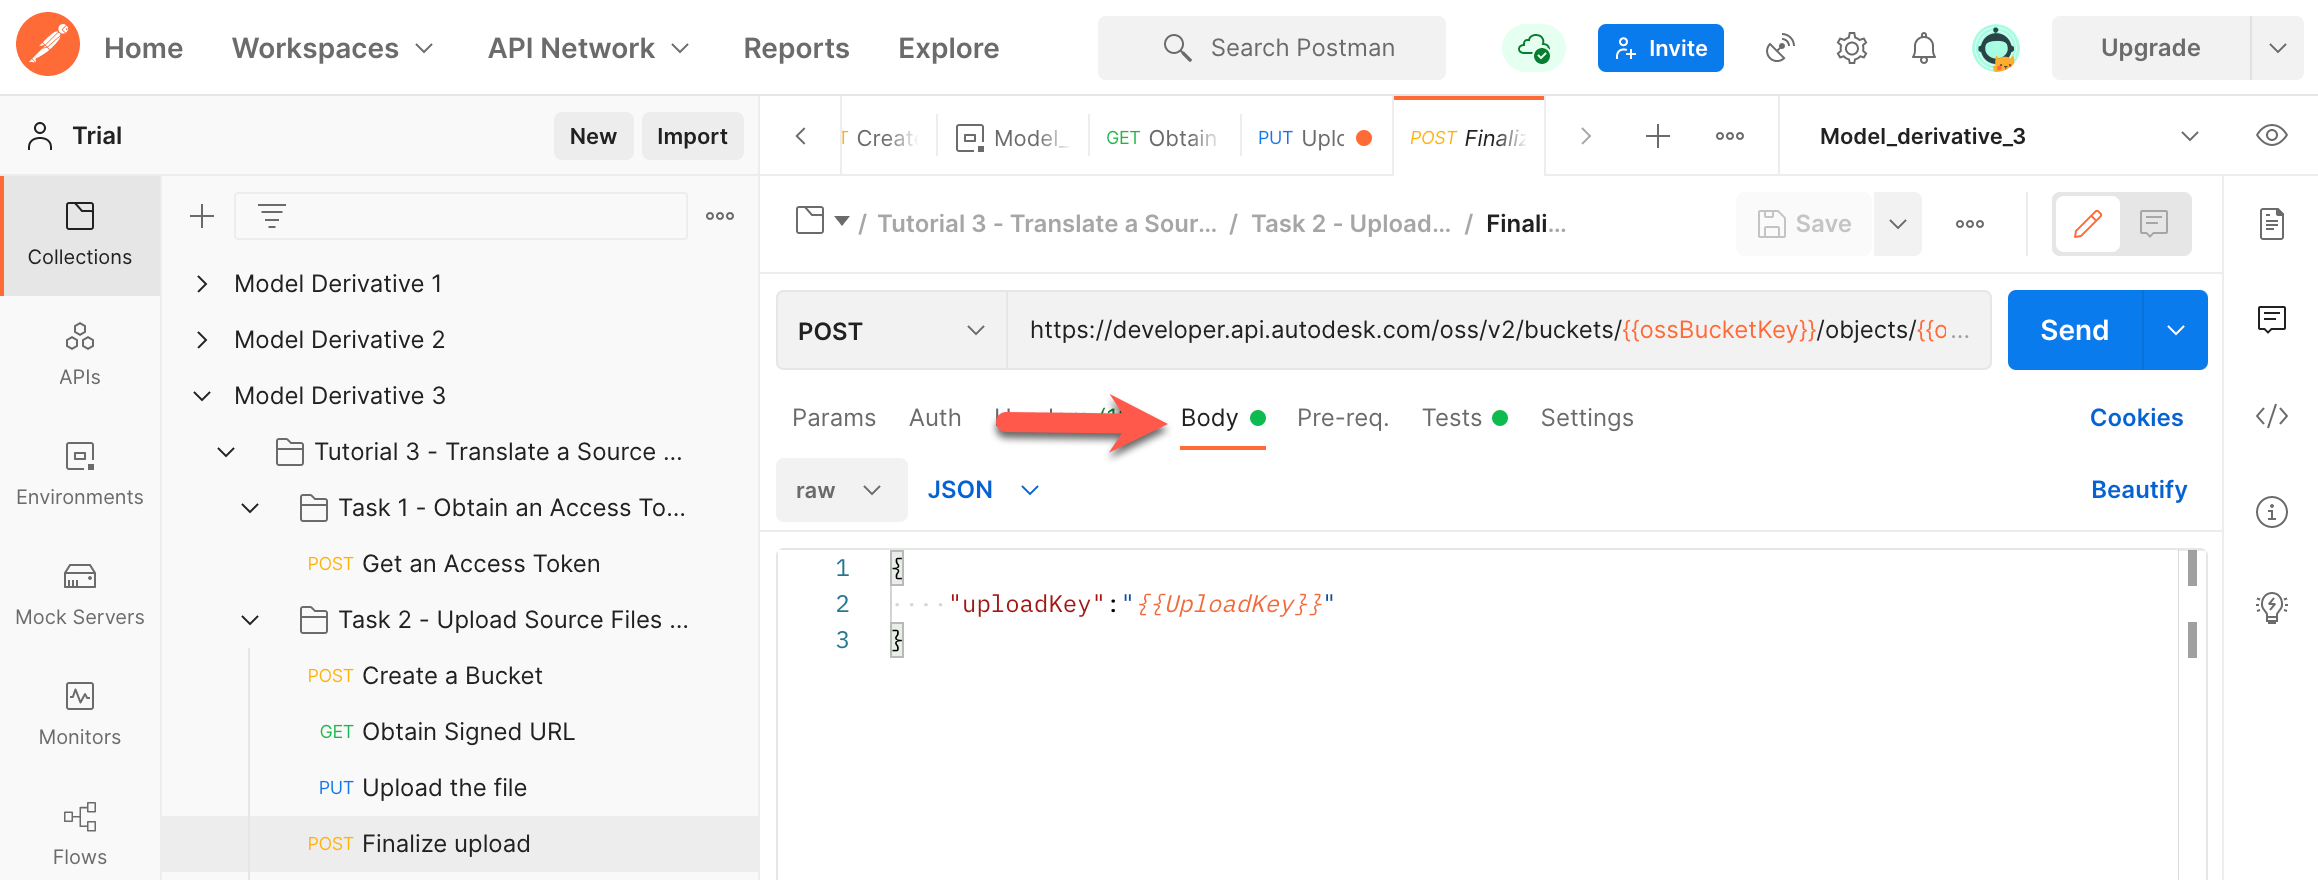 Home Workspaces API Network Reports Explore Search Postman Invite Upgrade
Trial New Import
Create Model_ GET Obtain PUT Uplo POST Finaliz Model_derivative_3
Collections
APIs
Environments
Mock Servers
Monitors
Flows
Model Derivative 1
Model Derivative 2
Model Derivative 3
Tutorial 3 - Translate a Source ...
Task 1 - Obtain an Access To...
POST Get an Access Token
Task 2 - Upload Source Files ...
POST Create a Bucket
GET Obtain Signed URL
PUT Upload the file
POST Finalize upload
/ Tutorial 3 - Translate a Sour... / Task 2 - Upload... / Finali... Save
POST https://developer.api.autodesk.com/oss/v2/buckets/{{ossBucketKey}}/objects/{{o... Send
Params Auth Body Pre-req. Tests Settings Cookies
raw JSON Beautify
1 {
2 "uploadKey":"{{UploadKey}}"
3 }